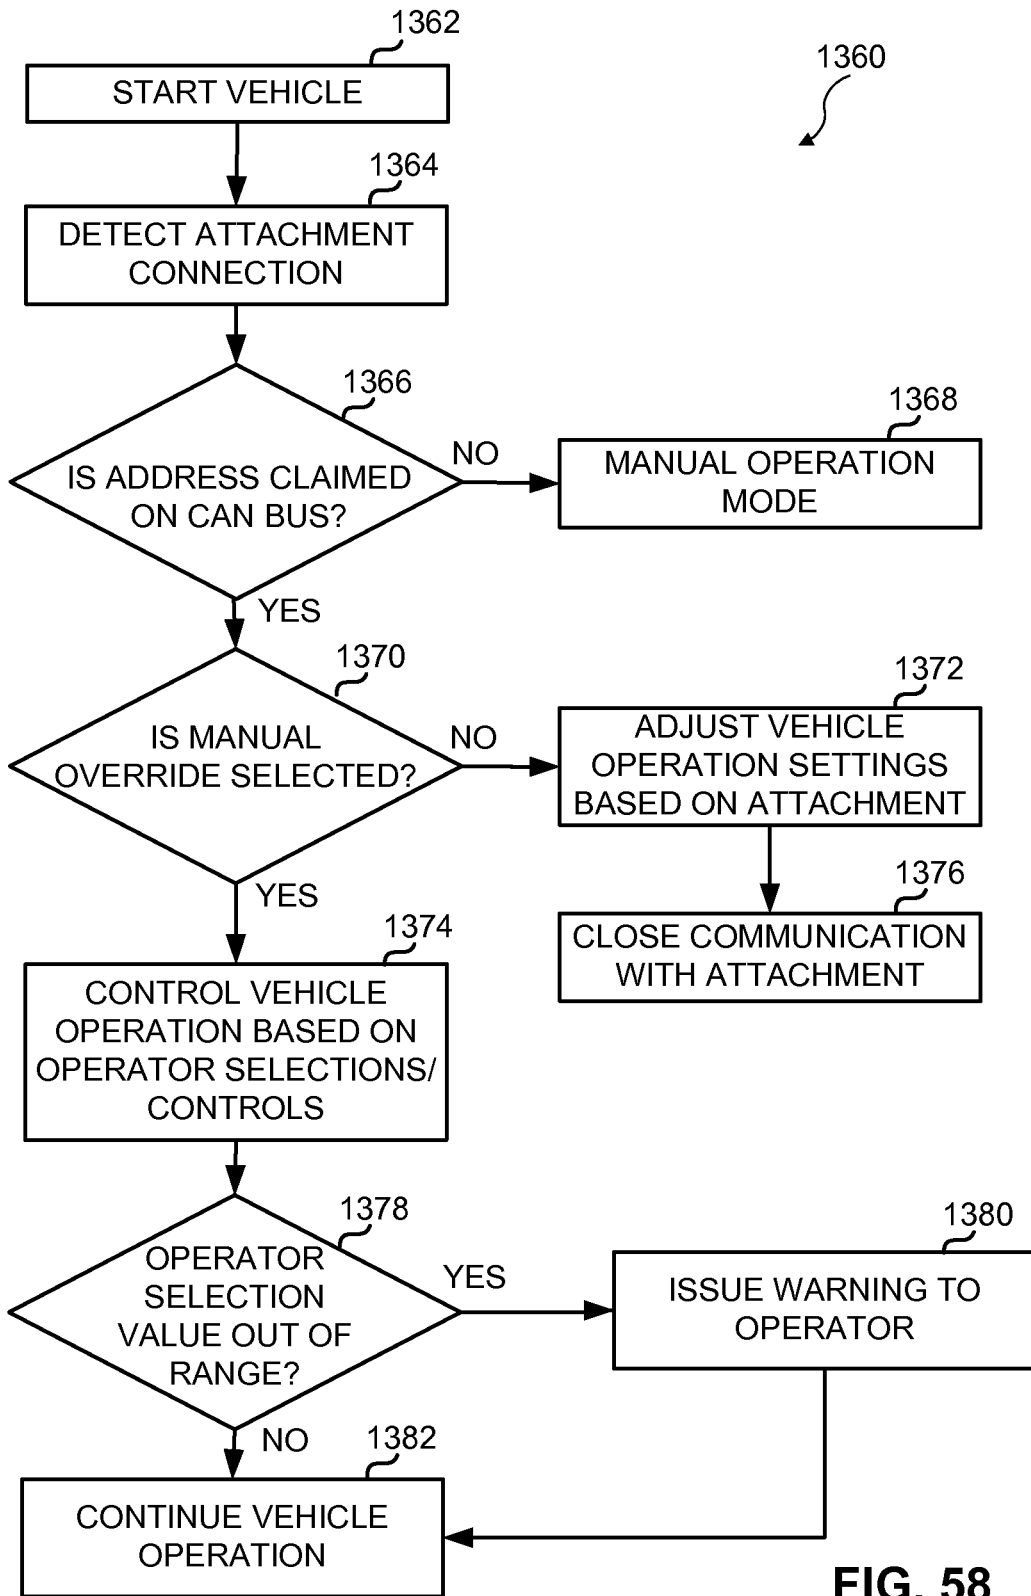 1362
1360
START VEHICLE
1364
DETECT ATTACHMENT
CONNECTION
1366
IS ADDRESS CLAIMED
ON CAN BUS?
NO
1368
MANUAL OPERATION
MODE
YES
1370
IS MANUAL
OVERRIDE SELECTED?
NO
1372
ADJUST VEHICLE
OPERATION SETTINGS
BASED ON ATTACHMENT
1376
CLOSE COMMUNICATION
WITH ATTACHMENT
YES
1374
CONTROL VEHICLE
OPERATION BASED ON
OPERATOR SELECTIONS/
CONTROLS
1378
OPERATOR
SELECTION
VALUE OUT OF
RANGE?
YES
1380
ISSUE WARNING TO
OPERATOR
NO
1382
CONTINUE VEHICLE
OPERATION
FIG. 58